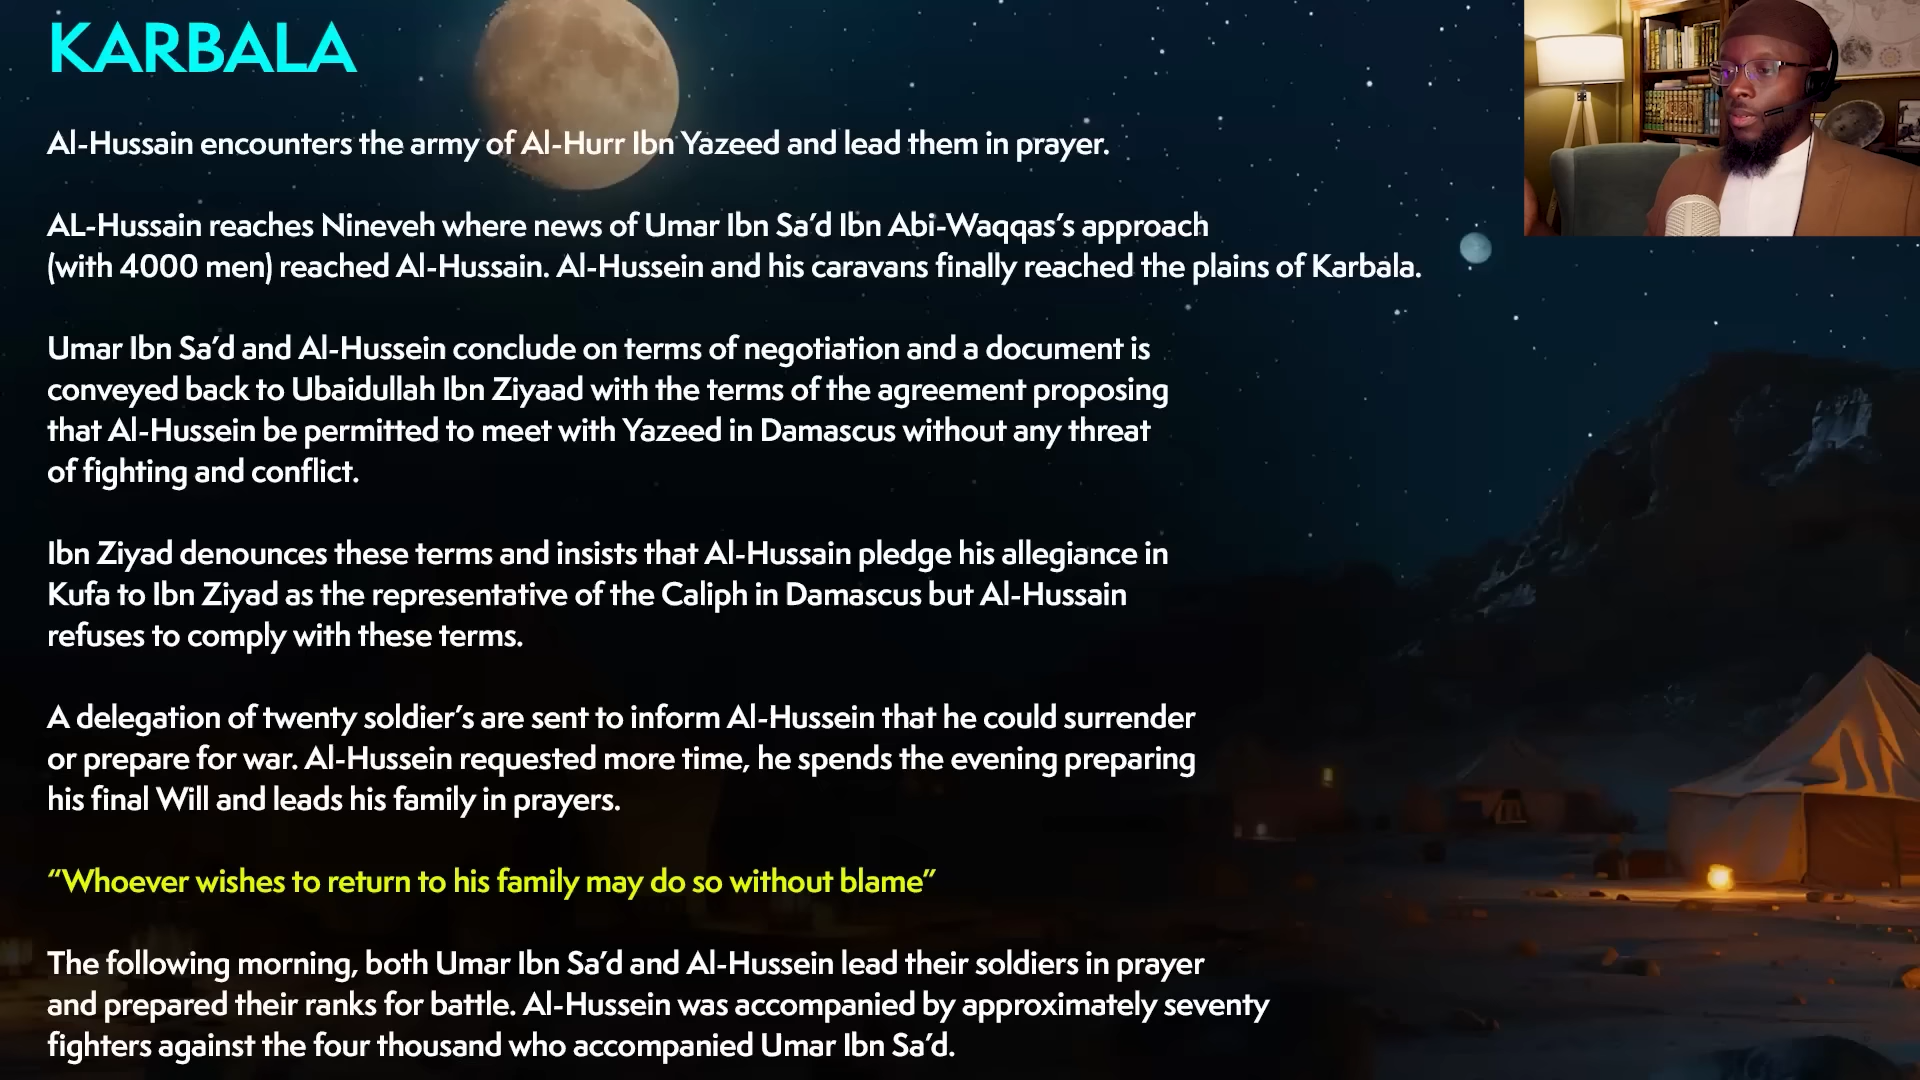 KARBALA
Al-Hussain encounters the army of Al-Hurr Ibn Yazeed and lead them in prayer.
AL-Hussain reaches Nineveh where news of Umar Ibn Sa’d Ibn Abi-Waqqas’s approach
(with 4000 men) reached Al-Hussain. Al-Hussein and his caravans finally reached the plains of Karbala.
Umar Ibn Sa’d and Al-Hussein conclude on terms of negotiation and a document is
conveyed back to Ubaidullah Ibn Ziyaad with the terms of the agreement proposing
that Al-Hussein be permitted to meet with Yazeed in Damascus without any threat
of fighting and conflict.
Ibn Ziyad denounces these terms and insists that Al-Hussain pledge his allegiance in
Kufa to Ibn Ziyad as the representative of the Caliph in Damascus but Al-Hussain
refuses to comply with these terms.
A delegation of twenty soldier’s are sent to inform Al-Hussein that he could surrender
or prepare for war. Al-Hussein requested more time, he spends the evening preparing
his final Will and leads his family in prayers.
“Whoever wishes to return to his family may do so without blame”
The following morning, both Umar Ibn Sa’d and Al-Hussein lead their soldiers in prayer
and prepared their ranks for battle. Al-Hussein was accompanied by approximately seventy
fighters against the four thousand who accompanied Umar Ibn Sa’d.